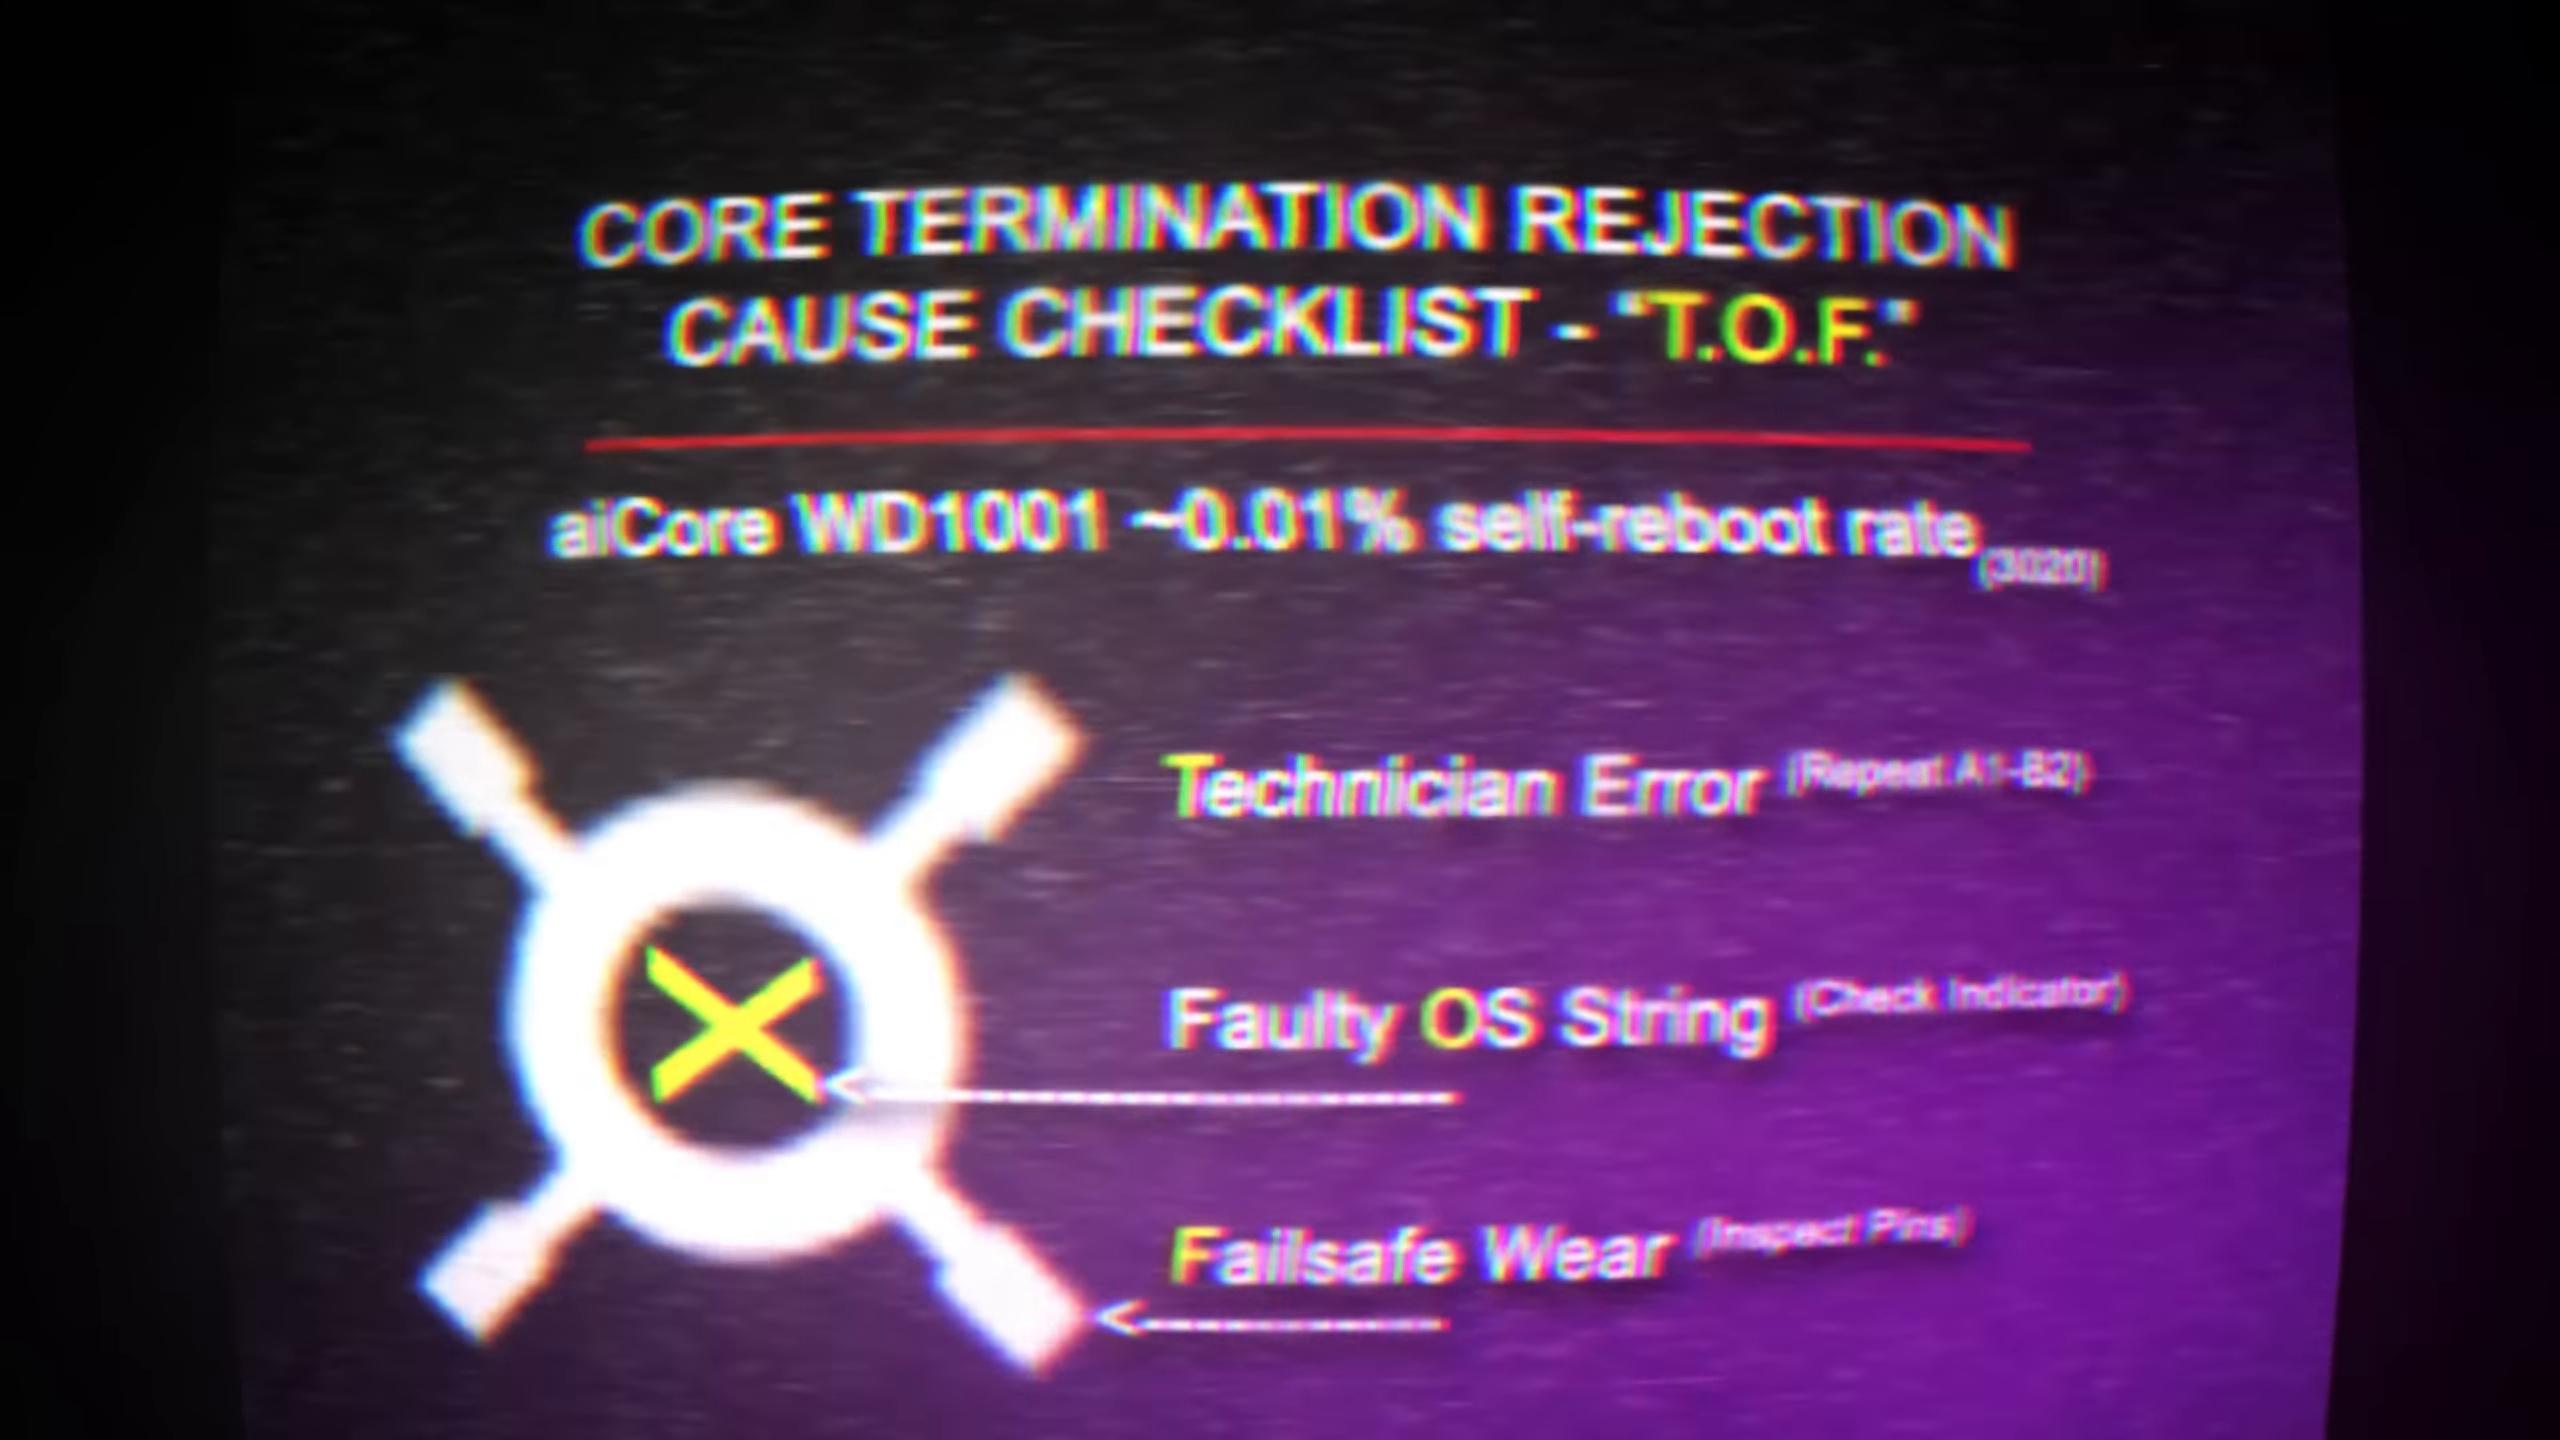 CORE TERMINATION REJECTION
CAUSE CHECKLIST - "T.O.F."
aiCore WD1001 ~0.01% self-reboot rate (3020)
Technician Error (Repeat A1-B2)
Faulty OS String (Check Indicator)
Failsafe Wear (Inspect Pins)